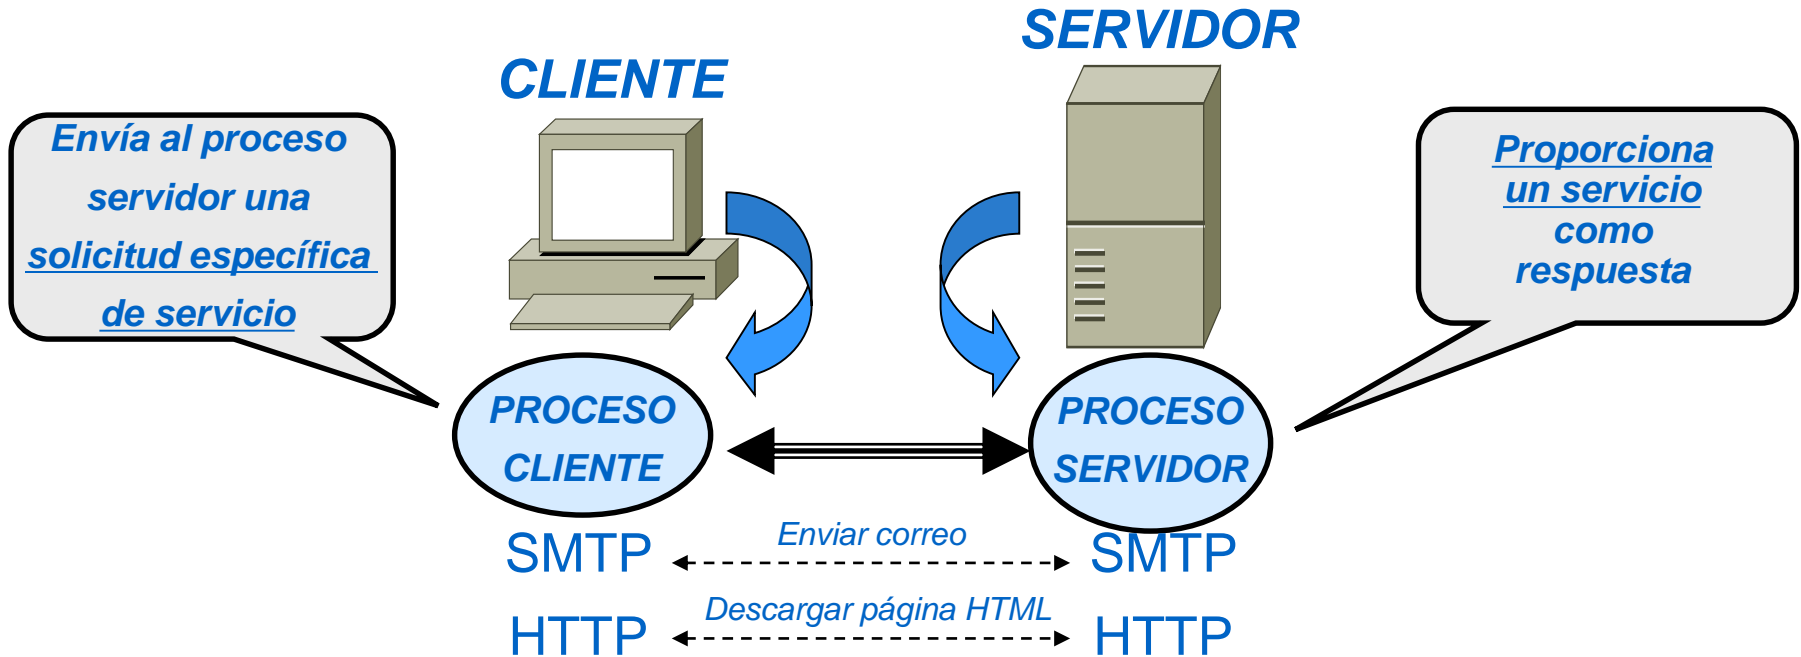 SERVIDOR
CLIENTE
Envía al proceso
servidor una
solicitud específica
de servicio
Proporciona
un servicio
como
respuesta
PROCESO
CLIENTE
PROCESO
SERVIDOR
SMTP
Enviar correo
SMTP
HTTP
Descargar página HTML
HTTP